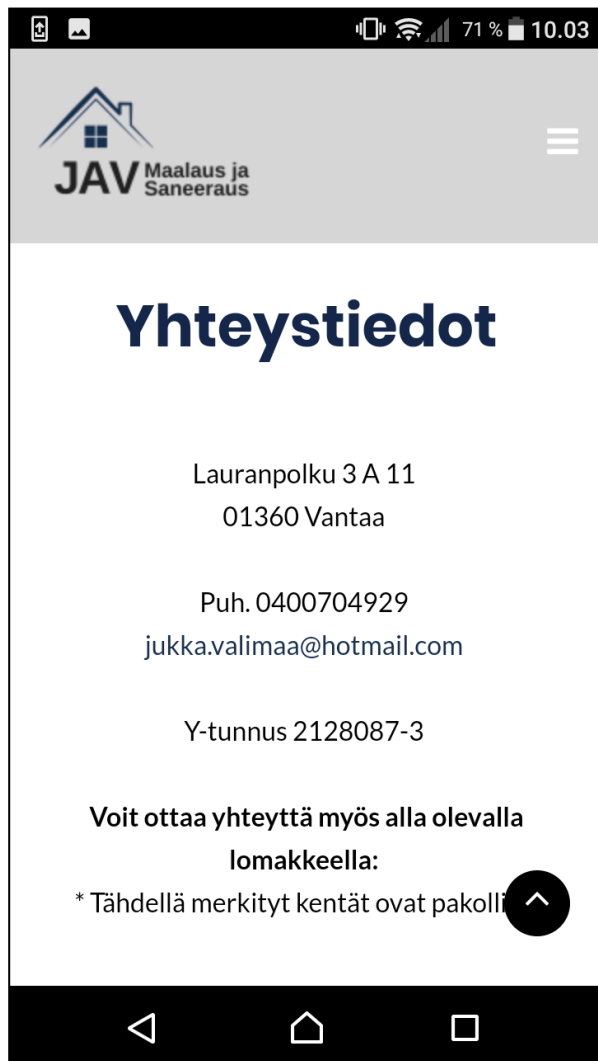 71 % 10.03
JAV Maalaus ja
Saneeraus
Yhteystiedot
Lauranpolku 3 A 11
01360 Vantaa
Puh. 0400704929
jukka.valimaa@hotmail.com
Y-tunnus 2128087-3
Voit ottaa yhteyttä myös alla olevalla
lomakkeella:
* Tähdellä merkityt kentät ovat